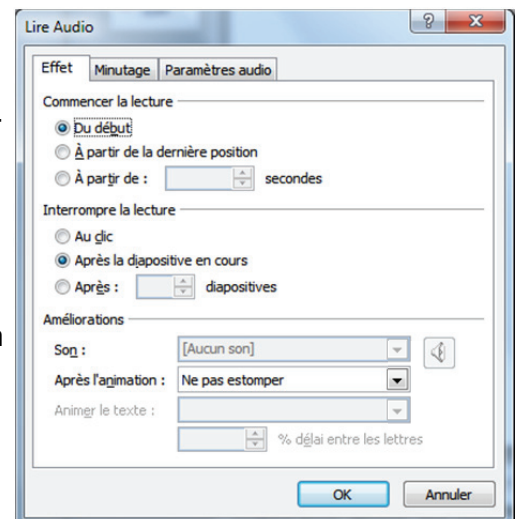 Lire Audio
Effet Minutage Paramètres audio
Commencer la lecture
Du début
À partir de la dernière position
À partir de : secondes
Interrompre la lecture
Au clic
Après la diapositive en cours
Après : diapositives
Améliorations
Son : [Aucun son]
Après l'animation : Ne pas estomper
Animer le texte :
% délai entre les lettres
OK Annuler